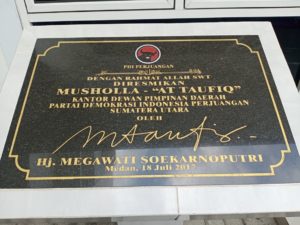 PDI PERJUANGAN
DENGAN RAHMAT ALLAH SWT
DIRESMIKAN
MUSHOLLA - "AT TAUFIQ"
KANTOR DEWAN PIMPINAN DAERAH
PARTAI DEMOKRASI INDONESIA PERJUANGAN
SUMATERA UTARA
OLEH
Hj. MEGAWATI SOEKARNOPUTRI
Medan, 18 Juli 2017